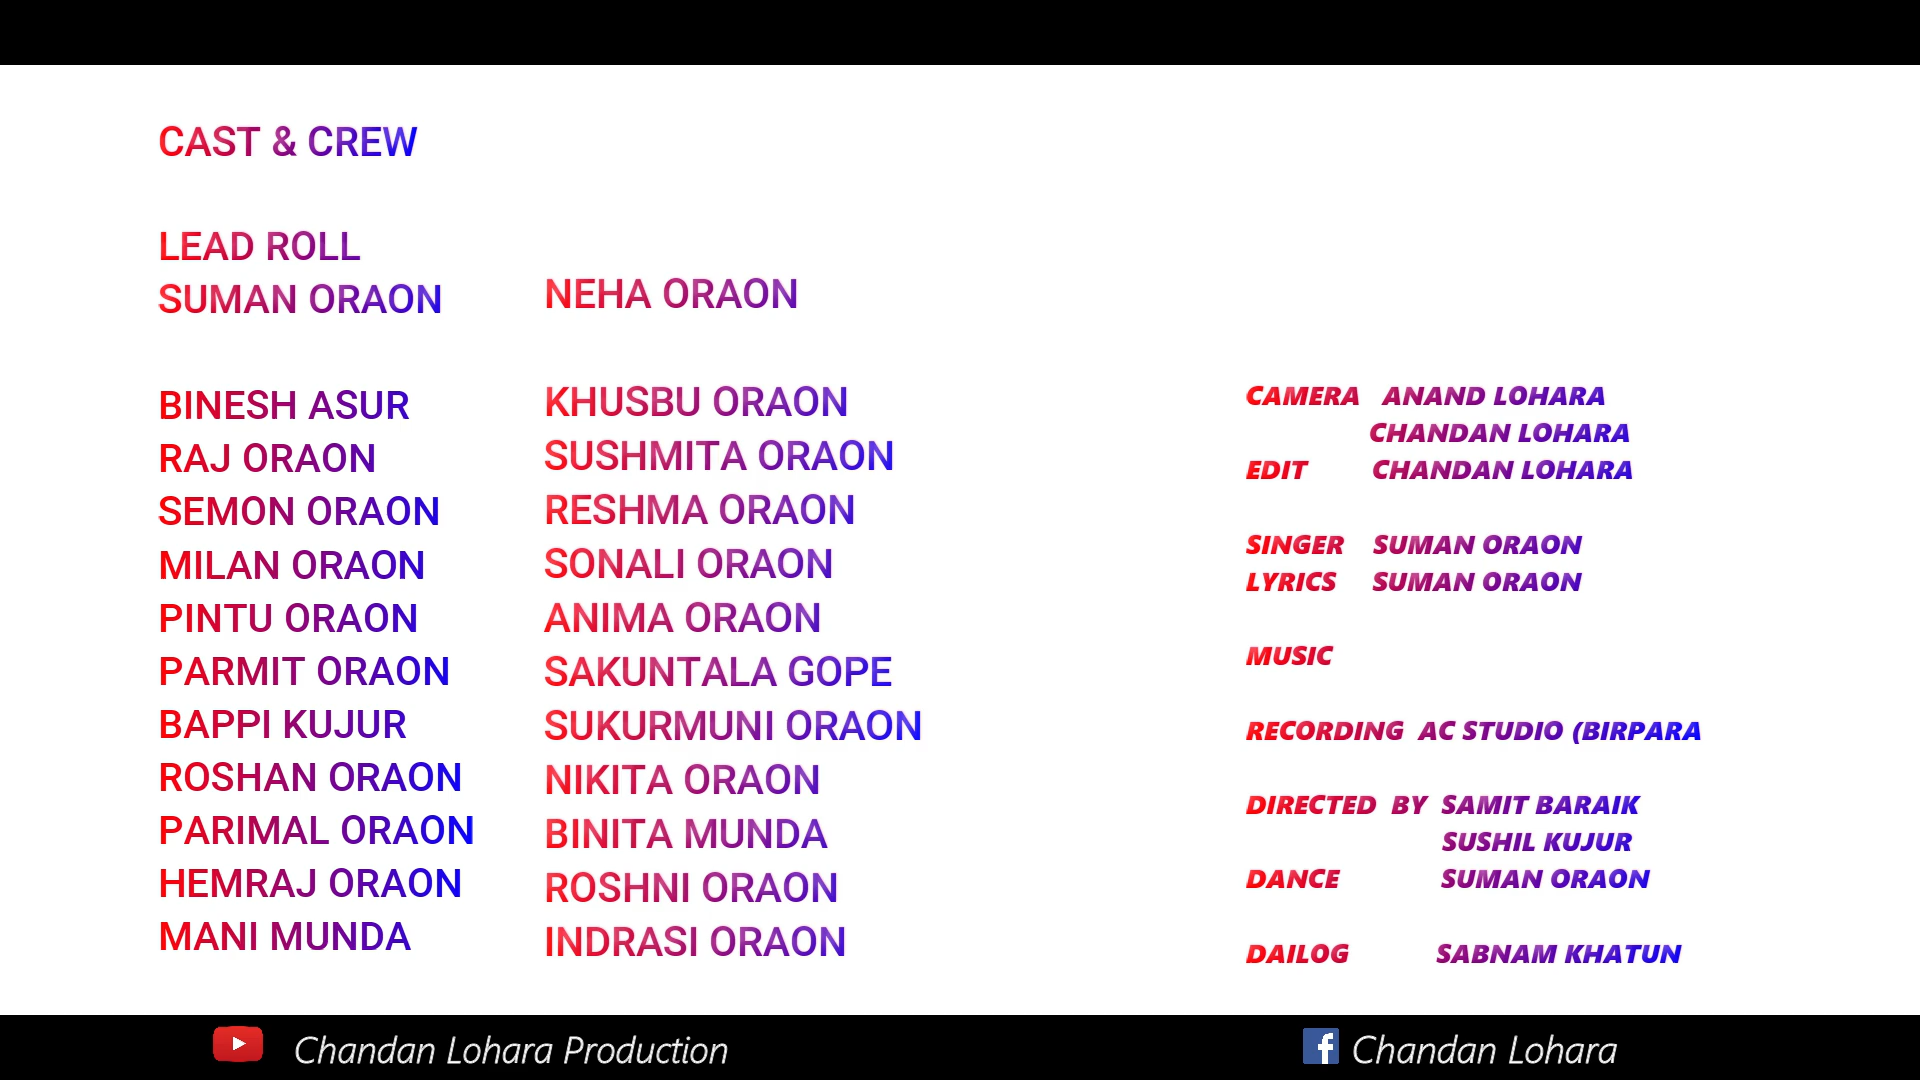 CAST & CREW
LEAD ROLL
SUMAN ORAON
NEHA ORAON
BINESH ASUR
RAJ ORAON
SEMON ORAON
MILAN ORAON
PINTU ORAON
PARMIT ORAON
BAPPI KUJUR
ROSHAN ORAON
PARIMAL ORAON
HEMRAJ ORAON
MANI MUNDA
KHUSBU ORAON
SUSHMITA ORAON
RESHMA ORAON
SONALI ORAON
ANIMA ORAON
SAKUNTALA GOPE
SUKURMUNI ORAON
NIKITA ORAON
BINITA MUNDA
ROSHNI ORAON
INDRASI ORAON
CAMERA ANAND LOHARA
CHANDAN LOHARA
EDIT CHANDAN LOHARA
SINGER SUMAN ORAON
LYRICS SUMAN ORAON
MUSIC
RECORDING AC STUDIO (BIRPARA
DIRECTED BY SAMIT BARAIK
SUSHIL KUJUR
DANCE SUMAN ORAON
DAILOG SABNAM KHATUN
Chandan Lohara Production
f Chandan Lohara